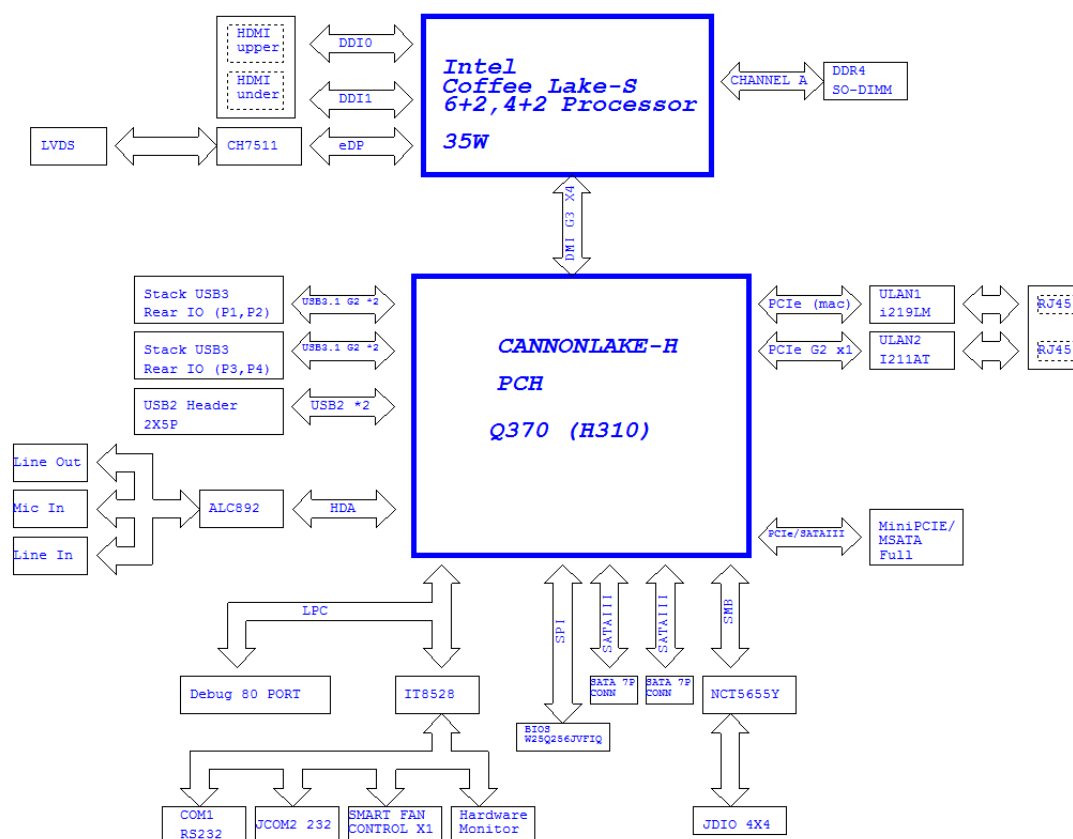 HDMI
upper
DDI0
HDMI
under
DDI1
LVDS
CH7511
eDP
Intel
Coffee Lake-S
6+2,4+2 Processor
35W
CHANNEL A
DDR4
SO-DIMM
DMI G3 X4
Stack USB3
Rear IO (P1,P2)
USB3.1 G2 *2
Stack USB3
Rear IO (P3,P4)
USB3.1 G2 *2
USB2 Header
2X5P
USB2 *2
CANNONLAKE-H
PCH
Q370 (H310)
PCIe (mac)
ULAN1
i219LM
RJ45
PCIe G2 x1
ULAN2
I211AT
RJ45
Line Out
Mic In
Line In
ALC892
HDA
PCIe/SATAIII
MiniPCIE/
MSATA
Full
LPC
SPI
SATAIII
SATAIII
SMB
Debug 80 PORT
IT8528
SATA 7P
CONN
SATA 7P
CONN
NCT5655Y
BIOS
W25Q256JVFIQ
COM1
RS232
JCOM2 232
SMART FAN
CONTROL X1
Hardware
Monitor
JDIO 4X4